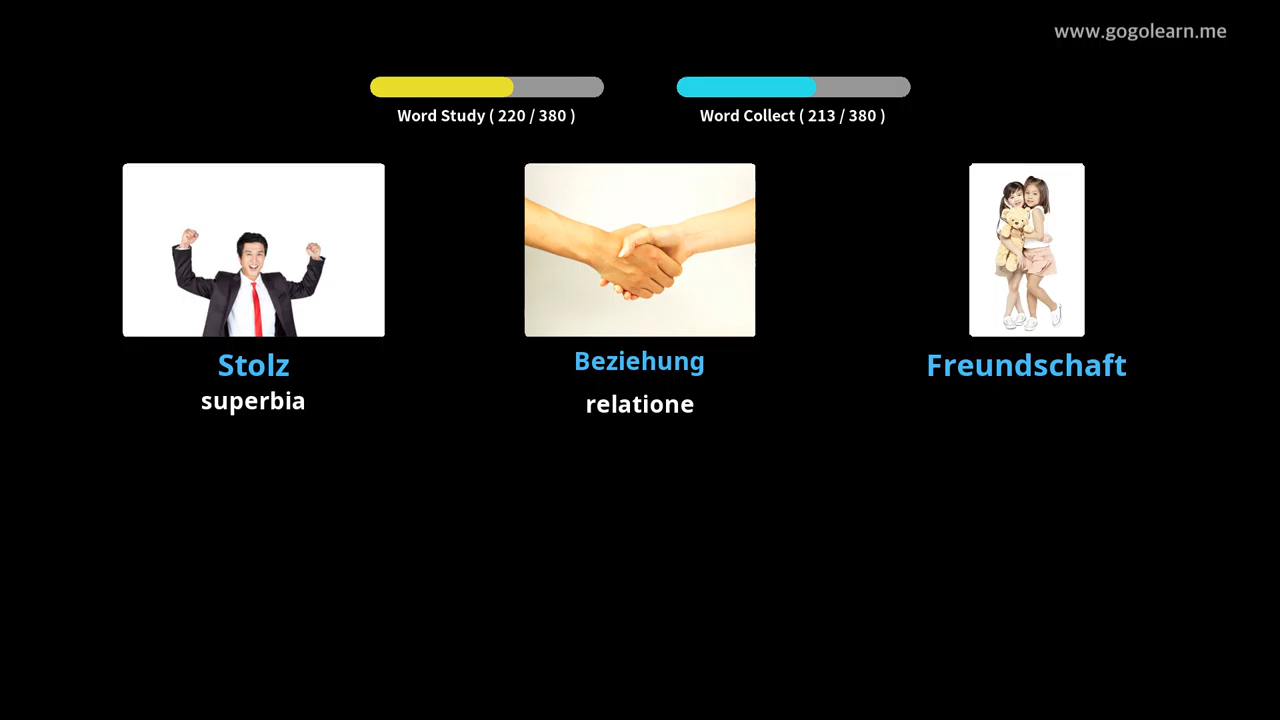 www.gogolearn.me
Word Study ( 220 / 380 )
Word Collect ( 213 / 380 )
Stolz
superbia
Beziehung
relatione
Freundschaft